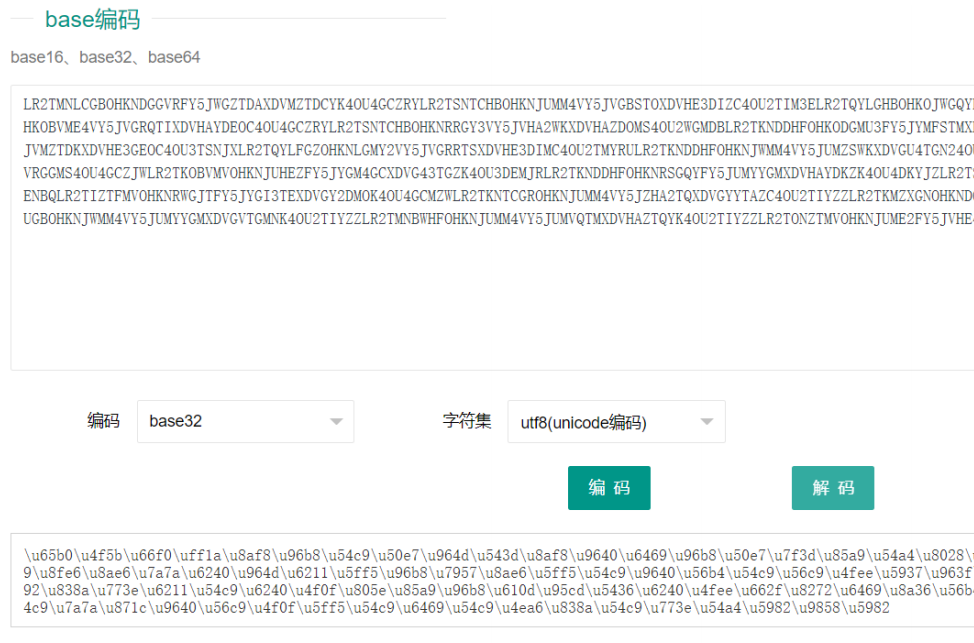 base编码
base16、base32、base64
LR2TMNLCGBOHKNDGGVRFY5JWGZTDAXDVMZTDCYK4OU4GCZRYLR2TSNTCHBOHKNJUMM4VY5JVGBSTOXDVHE3DIZC4OU2TIM3ELR2TQYLGHBOHKOJWGQY
HKOBVME4VY5JVGRQTIXDVHAYDEOC4OU4GCZRYLR2TSNTCHBOHKNRRGY3VY5JVHA2WKXDVHAZDOMS4OU2WGMDBLR2TKNDDHFOHKODGMU3FY5JYMFSTMX
JVMZTDKXDVHE3GEOC4OU3TSNJXLR2TQYLFGZOHKNLGMY2VY5JVGRRTSXDVHE3DIMC4OU2TMYRULR2TKNDDHFOHKNJWMM4VY5JUMZSWKXDVGU4TGN24OU
VRGGMS4OU4GCZJWLR2TKOBVMVOHKNJUHEZFY5JYGM4GCXDVG43TGZK4OU3DEMJRLR2TKNDDHFOHKNRSGQYFY5JUMYYGMXDVHAYDKZK4OU4DKYJZLR2TS
ENBQLR2TIZTFMVOHKNRWGJTFY5JYGI3TEXDVGY2DMOK4OU4GCMZWLR2TKNTCGROHKNJUMM4VY5JZHA2TQXDVGYYTAZC4OU2TIYZZLR2TKMZXGNOHKND
UGBOHKNJWMM4VY5JUMYYGMXDVGVTGMNK4OU2TIYZZLR2TMNBWHFOHKNJUMM4VY5JUMVQTMXDVHAZTQYK4OU2TIYZZLR2TONZTMVOHKNJUME2FY5JVHE
编码
base32
字符集
utf8(unicode编码)
编 码
解 码
\u65b0\u4f5b\u66f0\uff1a\u8af8\u96b8\u54c9\u50e7\u964d\u543d\u8af8\u9640\u6469\u96b8\u50e7\u7f3d\u85a9\u54a4\u8028\
9\u8fe6\u8ae6\u7a7a\u6240\u964d\u6211\u5ff5\u96b8\u7957\u8ae6\u5ff5\u54c9\u9640\u56b4\u54c9\u56c9\u4fee\u5937\u963f
92\u838a\u773e\u6211\u54c9\u6240\u4f0f\u805e\u85a9\u96b8\u610d\u95cd\u5436\u6240\u4fee\u662f\u8272\u6469\u8a36\u56b
4c9\u7a7a\u871c\u9640\u56c9\u4f0f\u5ff5\u54c9\u6469\u54c9\u4ea6\u838a\u54c9\u773e\u54a4\u5982\u9858\u5982